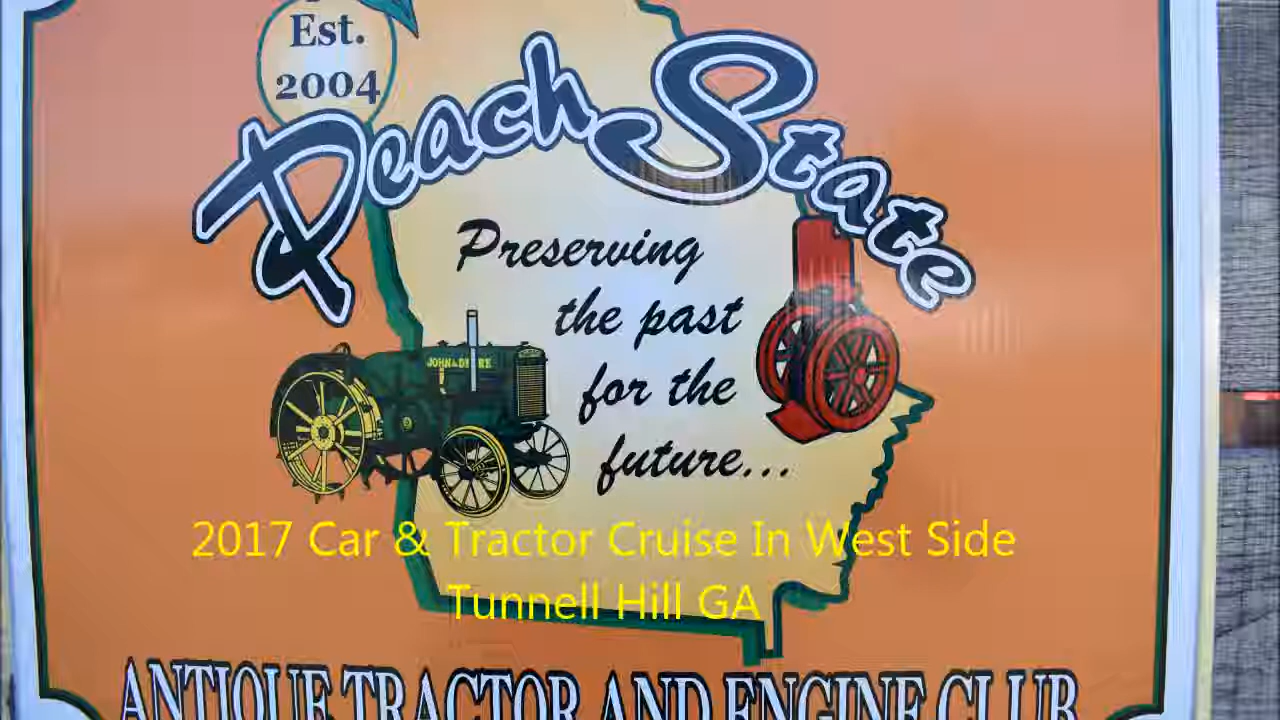 Est.
2004
Peach State
Preserving
the past
for the
future...
JOHN DEERE
2017 Car & Tractor Cruise In West Side
Tunnell Hill GA
ANTIQUE TRACTOR AND ENGINE CLUB